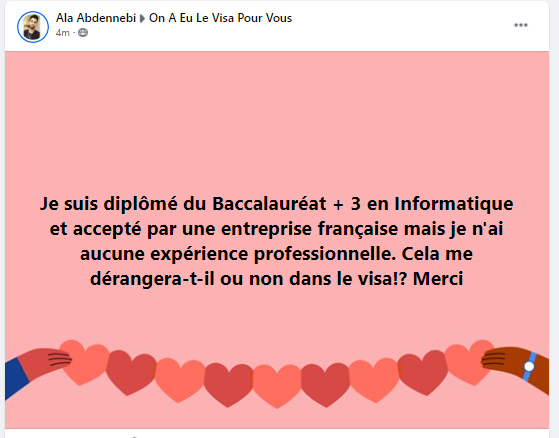 Ala Abdennebi On A Eu Le Visa Pour Vous
4m ·
Je suis diplômé du Baccalauréat + 3 en Informatique
et accepté par une entreprise française mais je n'ai
aucune expérience professionnelle. Cela me
dérangera-t-il ou non dans le visa!? Merci